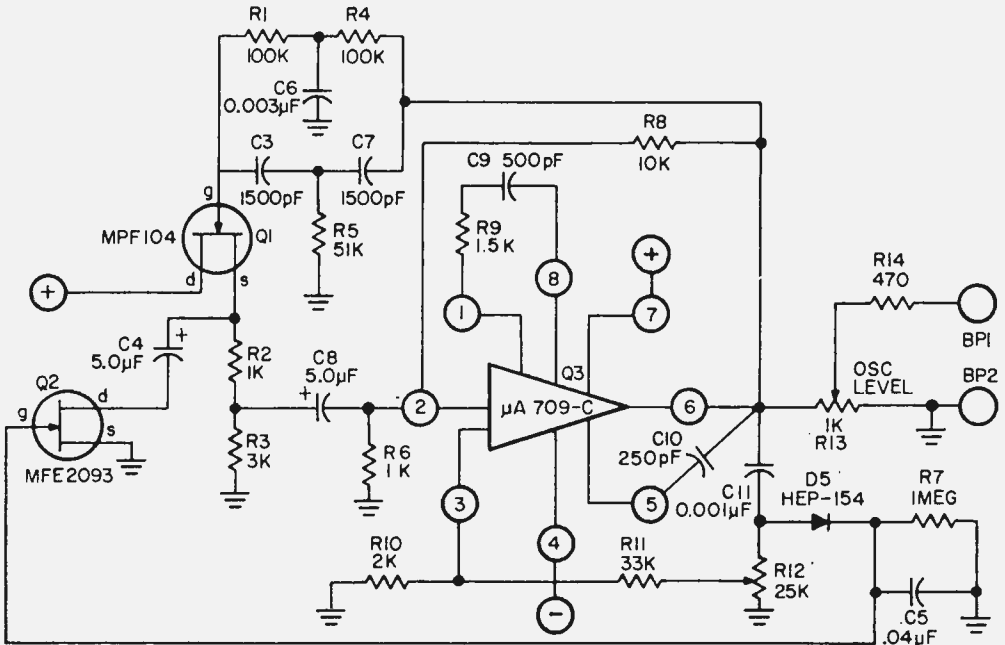 R1
100K
R4
100K
C6
0.003µF
C3
1500pF
C7
1500pF
R8
10K
C9 500pF
g
MPF104
Q1
R5
51K
R9
1.5K
8
+
7
R14
470
BP1
+
d
s
1
C4
5.0µF
+
R2
1K
C8
5.0µF
+
Q3
OSC
LEVEL
BP2
Q2
g
d
s
2
µA 709-C
6
1K
R13
MFE2093
R3
3K
R6
1K
C10
250pF
D5
HEP-154
R7
1MEG
3
5
C11
0.001µF
4
R10
2K
R11
33K
R12
25K
−
.C5
.04µF